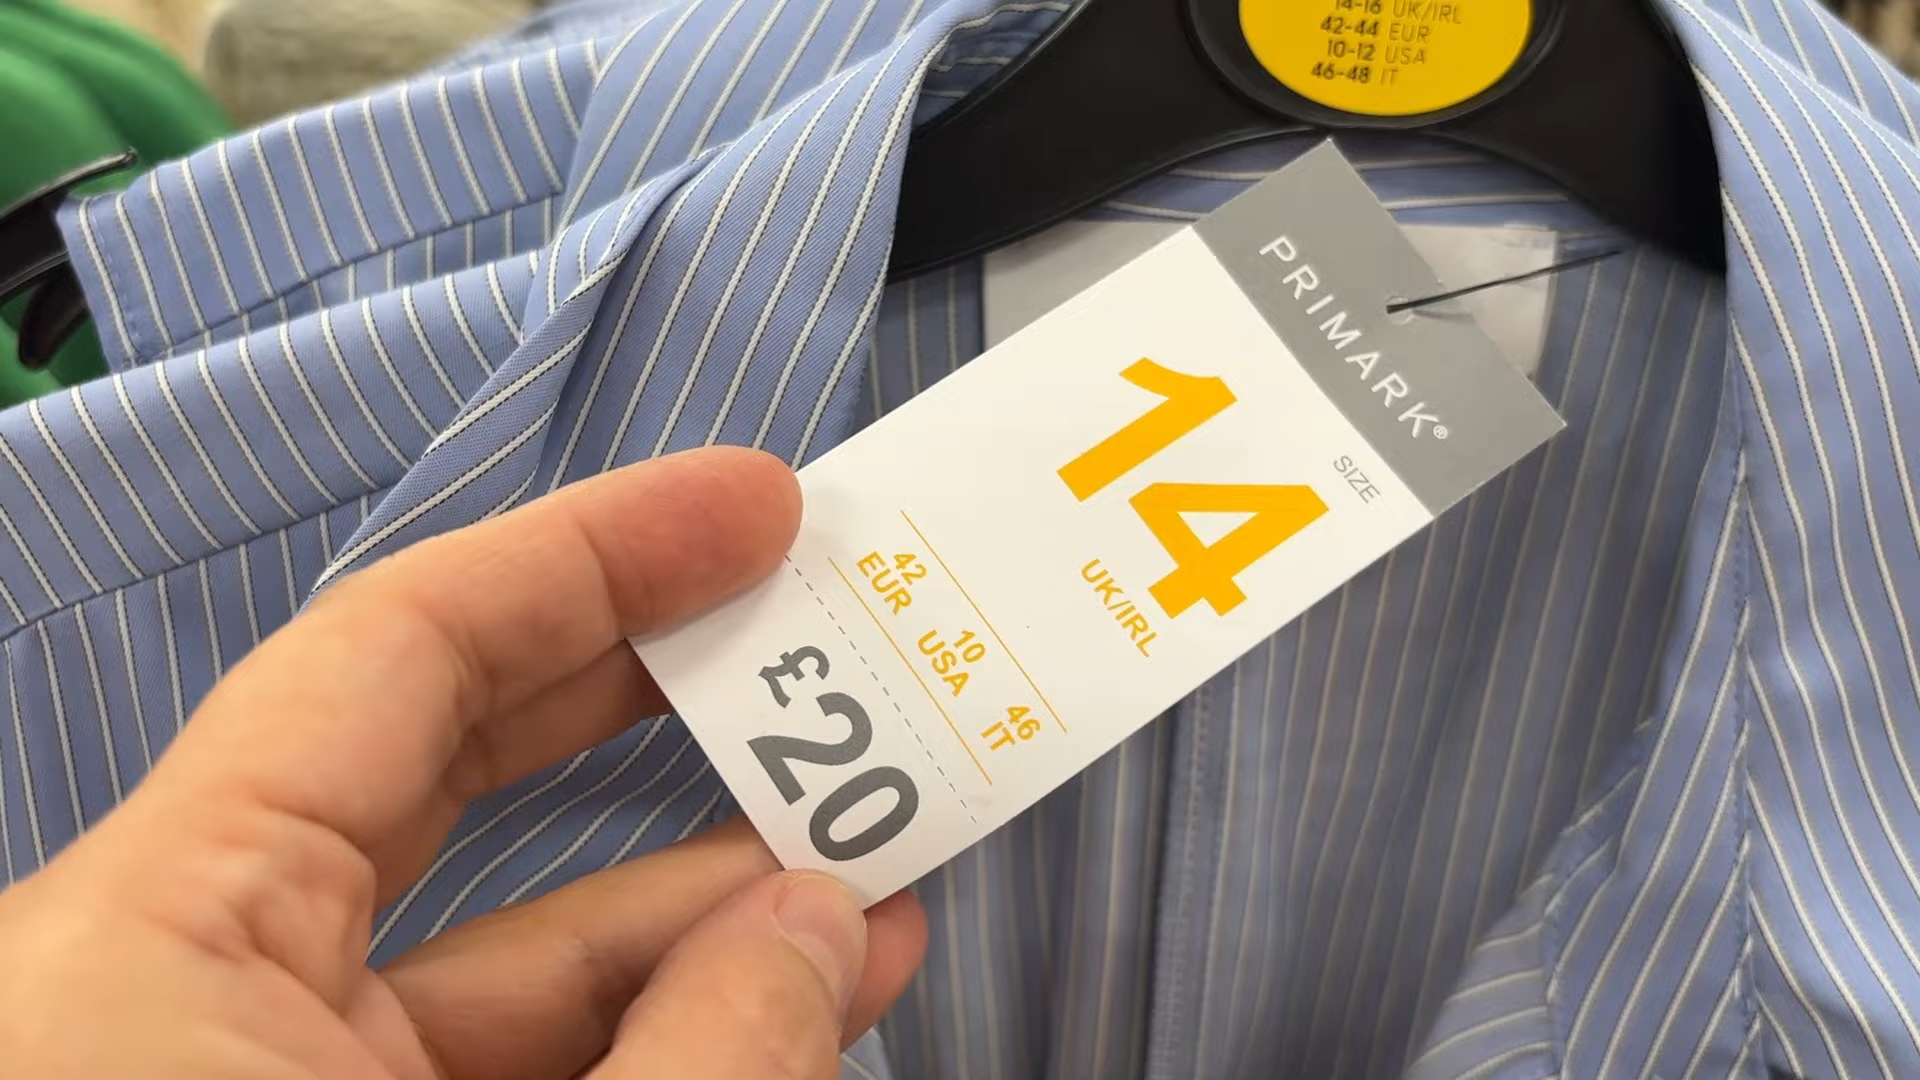 14-16 UK/IRL
42-44 EUR
10-12 USA
46-48 IT
PRIMARK®
SIZE
14
UK/IRL
42 10 46
EUR USA IT
£20